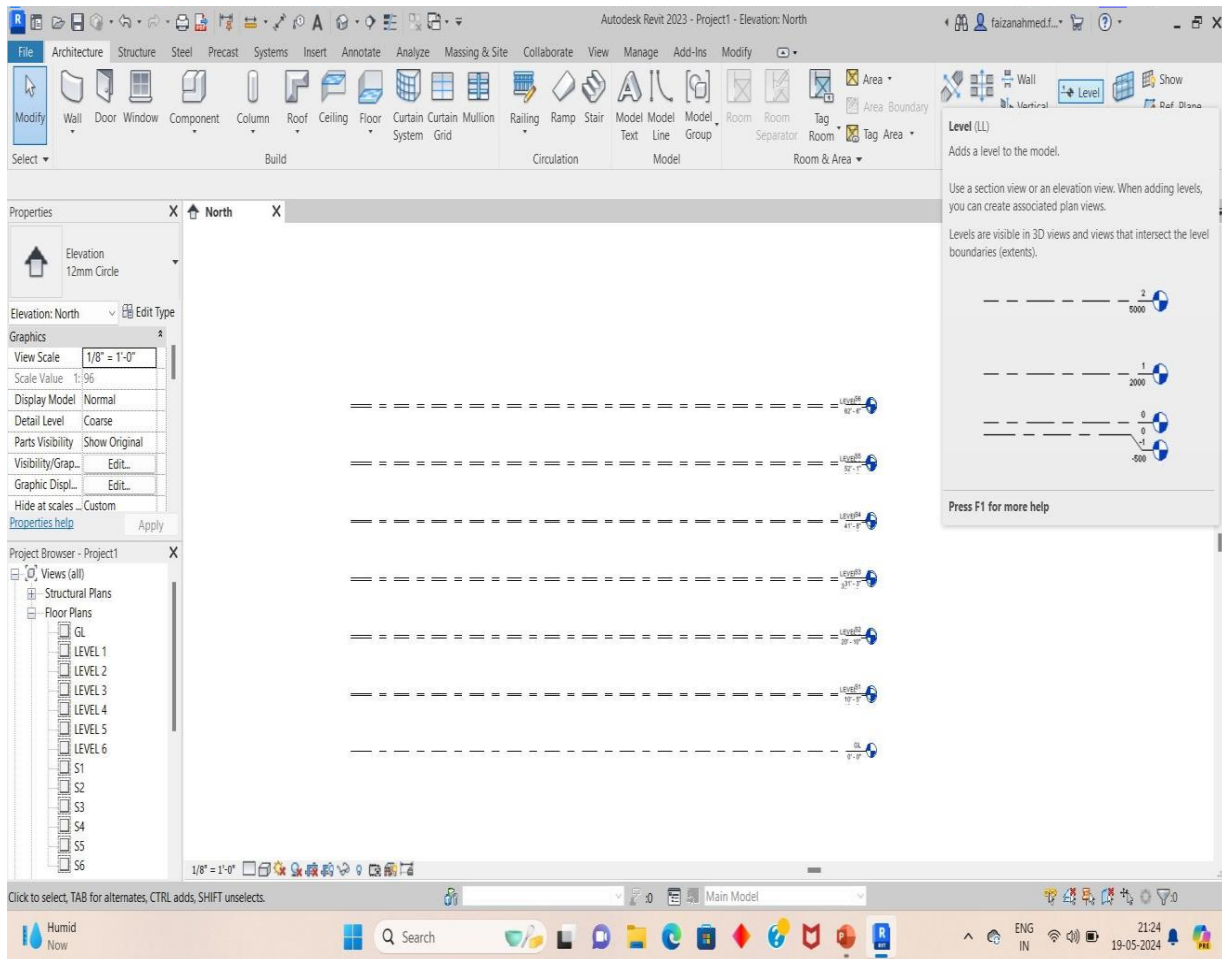 Autodesk Revit 2023 - Project1 - Elevation: North
faizanahmed.f...
File Architecture Structure Steel Precast Systems Insert Annotate Analyze Massing & Site Collaborate View Manage Add-Ins Modify
Modify
Wall
Door
Window
Component
Column
Roof
Ceiling
Floor
Curtain System
Curtain Grid
Mullion
Railing
Ramp
Stair
Model Text
Model Line
Model Group
Room
Room Separator
Tag Room
Area
Area Boundary
Tag Area
Wall
Vertical
Level
Show
Ref Plane
Select
Build
Circulation
Model
Room & Area
Level (LL)
Adds a level to the model.
Use a section view or an elevation view. When adding levels,
you can create associated plan views.
Levels are visible in 3D views and views that intersect the level
boundaries (extents).
2
5000
1
2000
0
0
-1
-500
Press F1 for more help
Properties X
North X
Elevation
12mm Circle
Elevation: North Edit Type
Graphics
View Scale 1/8" = 1'-0"
Scale Value 1: 96
Display Model Normal
Detail Level Coarse
Parts Visibility Show Original
Visibility/Grap... Edit...
Graphic Displ... Edit...
Hide at scales ... Custom
Properties help Apply
Project Browser - Project1 X
Views (all)
Structural Plans
Floor Plans
GL
LEVEL 1
LEVEL 2
LEVEL 3
LEVEL 4
LEVEL 5
LEVEL 6
S1
S2
S3
S4
S5
S6
GL
0' - 0"
1/8" = 1'-0"
Click to select, TAB for alternates, CTRL adds, SHIFT unselects.
:0
Main Model
:0
Humid
Now
Search
ENG
IN
21:24
19-05-2024
PRE